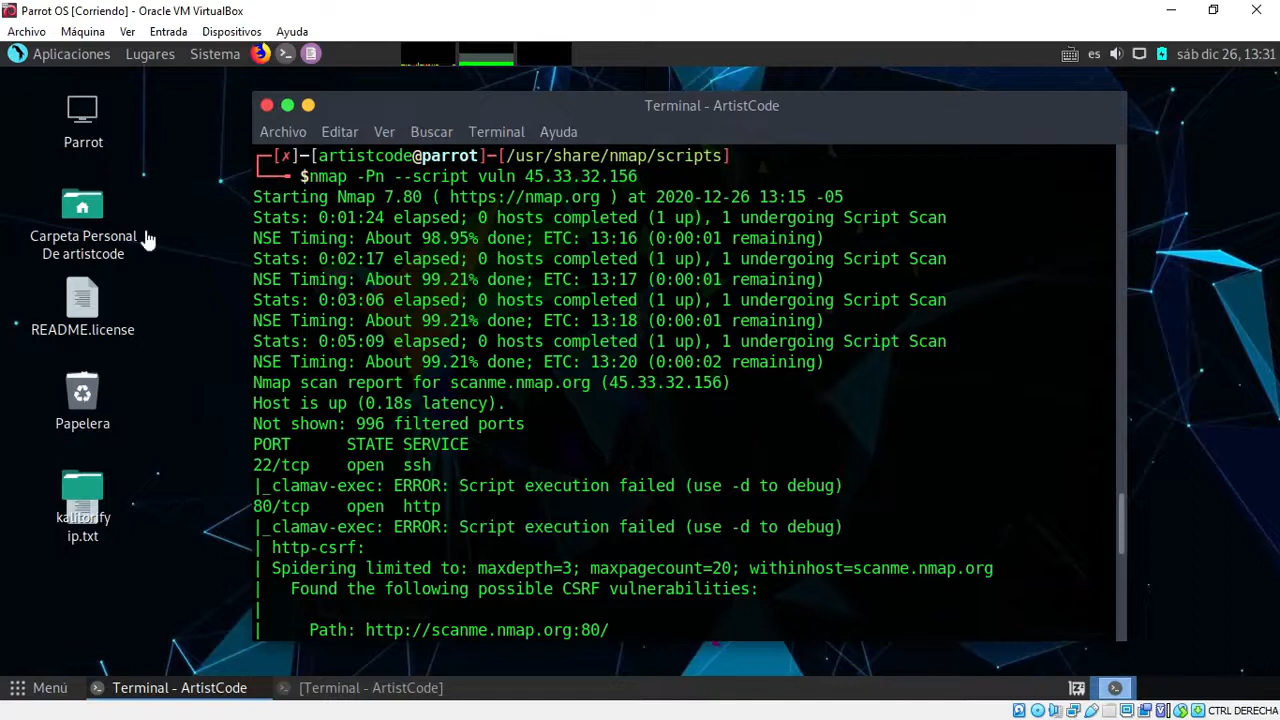 Parrot OS [Corriendo] - Oracle VM VirtualBox
Archivo Máquina Ver Entrada Dispositivos Ayuda
Aplicaciones Lugares Sistema es sáb dic 26, 13:31
Parrot
Carpeta Personal
De artistcode
README.license
Papelera
kalitorify
ip.txt
Terminal - ArtistCode
Archivo Editar Ver Buscar Terminal Ayuda
┌─[✗]─[artistcode@parrot]─[/usr/share/nmap/scripts]
└──╼ $nmap -Pn --script vuln 45.33.32.156
Starting Nmap 7.80 ( https://nmap.org ) at 2020-12-26 13:15 -05
Stats: 0:01:24 elapsed; 0 hosts completed (1 up), 1 undergoing Script Scan
NSE Timing: About 98.95% done; ETC: 13:16 (0:00:01 remaining)
Stats: 0:02:17 elapsed; 0 hosts completed (1 up), 1 undergoing Script Scan
NSE Timing: About 99.21% done; ETC: 13:17 (0:00:01 remaining)
Stats: 0:03:06 elapsed; 0 hosts completed (1 up), 1 undergoing Script Scan
NSE Timing: About 99.21% done; ETC: 13:18 (0:00:01 remaining)
Stats: 0:05:09 elapsed; 0 hosts completed (1 up), 1 undergoing Script Scan
NSE Timing: About 99.21% done; ETC: 13:20 (0:00:02 remaining)
Nmap scan report for scanme.nmap.org (45.33.32.156)
Host is up (0.18s latency).
Not shown: 996 filtered ports
PORT STATE SERVICE
22/tcp open ssh
|_clamav-exec: ERROR: Script execution failed (use -d to debug)
80/tcp open http
|_clamav-exec: ERROR: Script execution failed (use -d to debug)
| http-csrf:
| Spidering limited to: maxdepth=3; maxpagecount=20; withinhost=scanme.nmap.org
| Found the following possible CSRF vulnerabilities:
|
| Path: http://scanme.nmap.org:80/
Menú Terminal - ArtistCode [Terminal - ArtistCode]
CTRL DERECHA